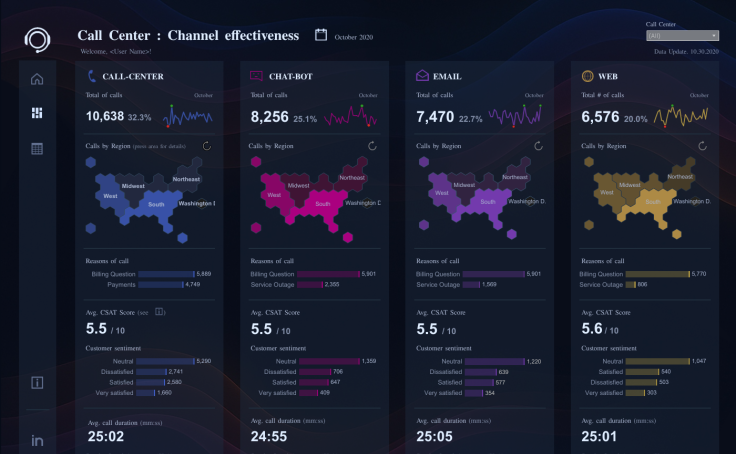 Call Center : Channel effectiveness
October 2020
Call Center
(All)
Welcome, <User Name>!
Data Update. 10.30.2020
CALL-CENTER
Total of calls
October
10,638 32.3%
Calls by Region (press area for details)
West
Midwest
Northeast
South
Washington I
Reasons of call
Billing Question 5,889
Payments 4,749
Avg. CSAT Score (see )
5.5 / 10
Customer sentiment
Neutral 5,290
Dissatisfied 2,741
Satisfied 2,580
Very satisfied 1,660
Avg. call duration (mm:ss)
25:02
CHAT-BOT
Total of calls
October
8,256 25.1%
Calls by Region
West
Midwest
Northeast
South
Washington D
Reasons of call
Billing Question 5,901
Service Outage 2,355
Avg. CSAT Score
5.5 / 10
Customer sentiment
Neutral 1,359
Dissatisfied 706
Satisfied 647
Very satisfied 409
Avg. call duration (mm:ss)
24:55
EMAIL
Total of calls
October
7,470 22.7%
Calls by Region
West
Midwest
Northeast
South
Washington D.
Reasons of call
Billing Question 5,901
Service Outage 1,569
Avg. CSAT Score
5.5 / 10
Customer sentiment
Neutral 1,220
Dissatisfied 639
Satisfied 577
Very satisfied 354
Avg. call duration (mm:ss)
25:05
WEB
Total # of calls
October
6,576 20.0%
Calls by Region
West
Midwest
Northeast
South
Washington D.
Reasons of call
Billing Question 5,770
Service Outage 806
Avg. CSAT Score
5.6 / 10
Customer sentiment
Neutral 1,047
Satisfied 540
Dissatisfied 503
Very satisfied 303
Avg. call duration (mm:ss)
25:01
in